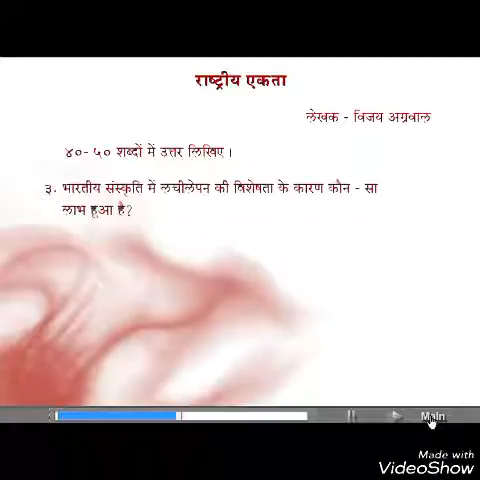 राष्ट्रीय एकता
लेखक - विजय अग्रवाल
४०- ५० शब्दों में उत्तर लिखिए।
३. भारतीय संस्कृति में लचीलेपन की विशेषता के कारण कौन - सा
लाभ हुआ है?
Main
Made with
VideoShow